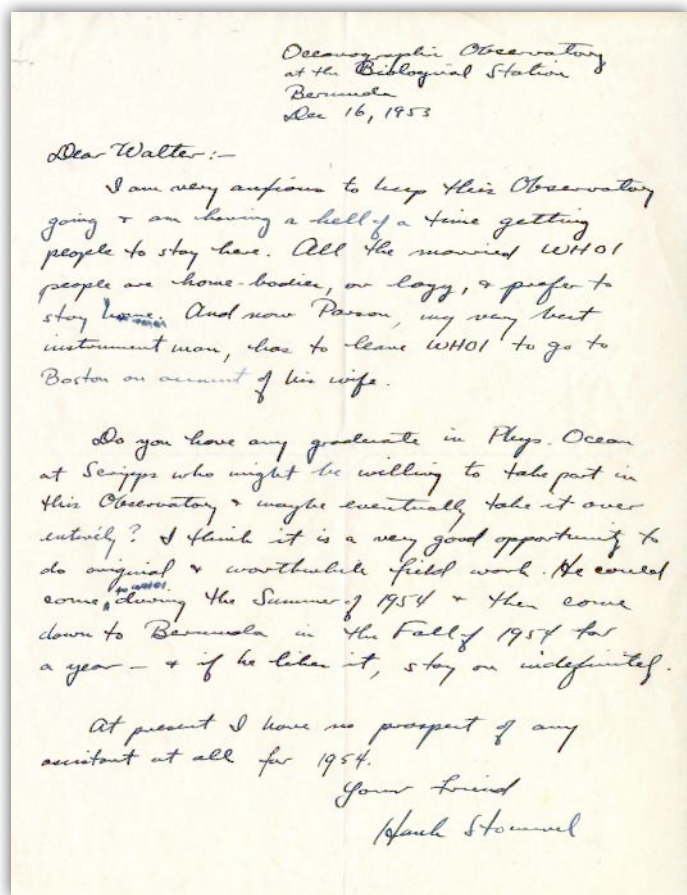 Oceanographic Observatory
at the Biological Station
Bermuda
Dec 16, 1953
Dear Walter:—
I am very anxious to keep this Observatory
going & am having a hell of a time getting
people to stay here. All the married WHOI
people are home-bodies, or lazy, & prefer to
stay home. And now Parson, my very best
instrument man, has to leave WHOI to go to
Boston on account of his wife.
Do you have any graduate in Phys. Ocean
at Scripps who might be willing to take part in
this Observatory & maybe eventually take it over
entirely? I think it is a very good opportunity to
do original & worthwhile field work. He could
come to WHOI during the Summer of 1954 & then come
down to Bermuda in the Fall of 1954 for
a year — & if he likes it, stay on indefinitely.
At present I have no prospect of any
assistant at all for 1954.
Your friend
Hank Stommel